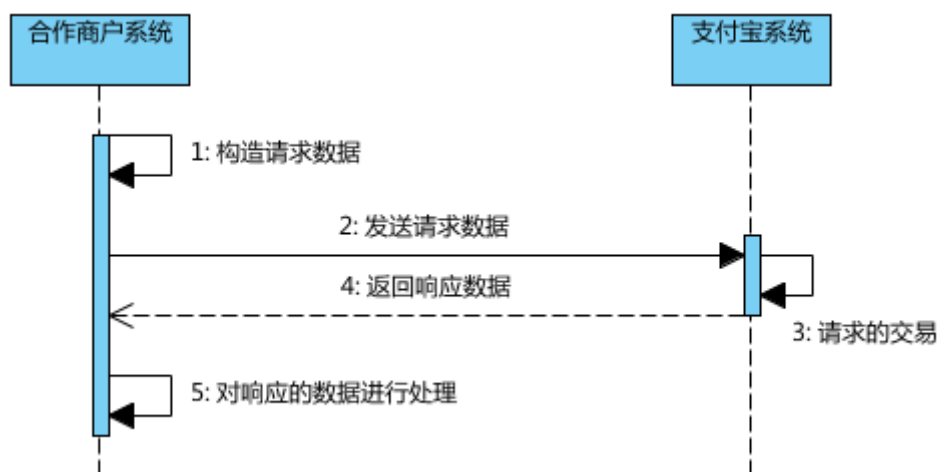 合作商户系统
支付宝系统
1: 构造请求数据
2: 发送请求数据
4: 返回响应数据
3: 请求的交易
5: 对响应的数据进行处理